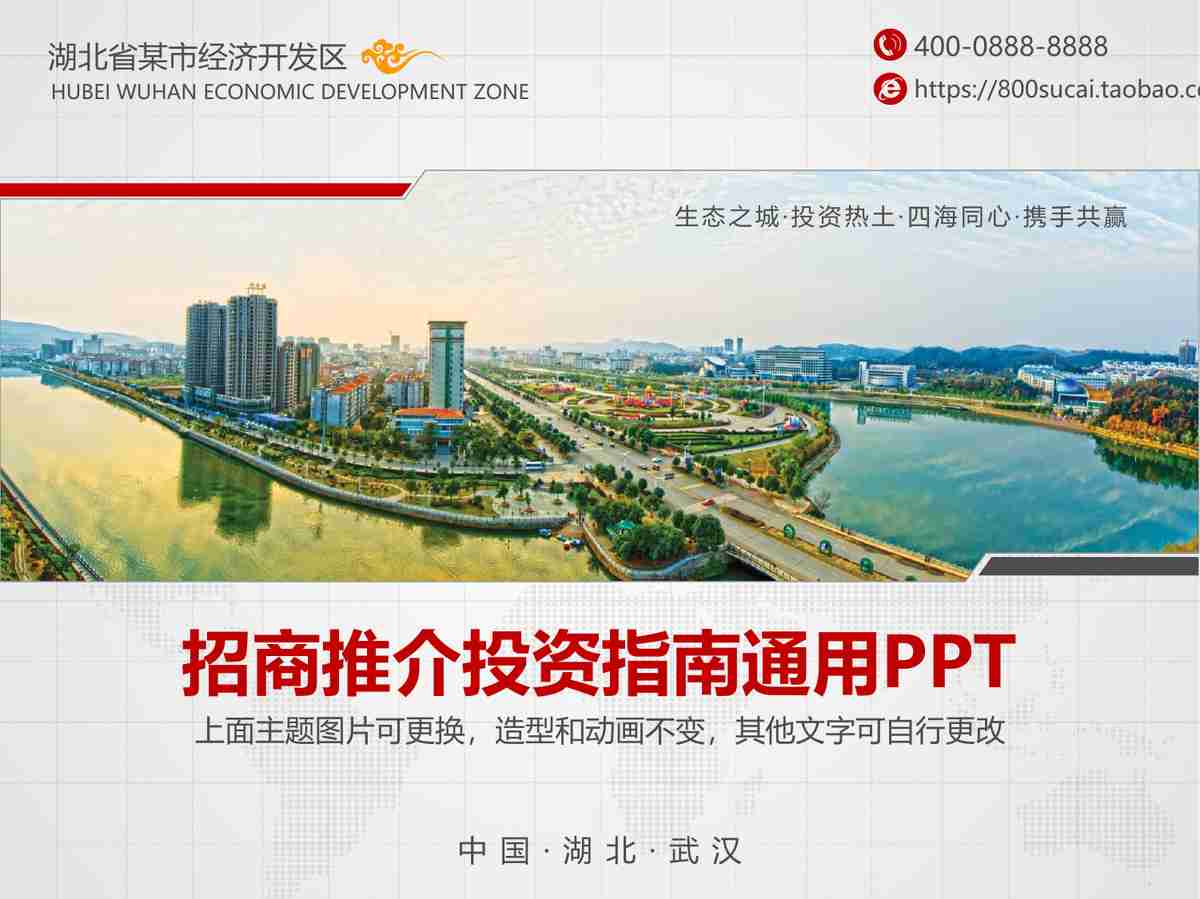 湖北省某市经济开发区
HUBEI WUHAN ECONOMIC DEVELOPMENT ZONE
400-0888-8888
https://800sucai.taobao.c
生态之城·投资热土·四海同心·携手共赢
招商推介投资指南通用PPT
上面主题图片可更换，造型和动画不变，其他文字可自行更改
中国·湖北·武汉